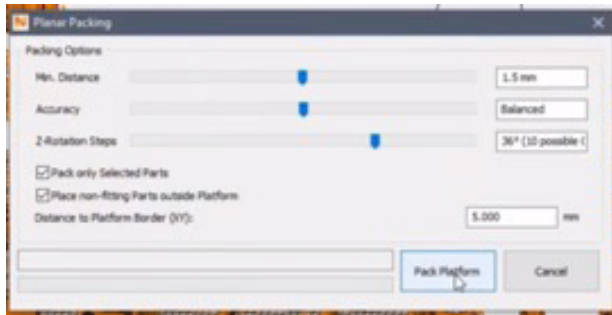 Planar Packing
Packing Options
Min. Distance 1.5 mm
Accuracy Balanced
Z-Rotation Steps 36° (10 possible
Pack only Selected Parts
Place non-fitting Parts outside Platform
Distance to Platform Border (XY): 5.000 mm
Pack Platform Cancel